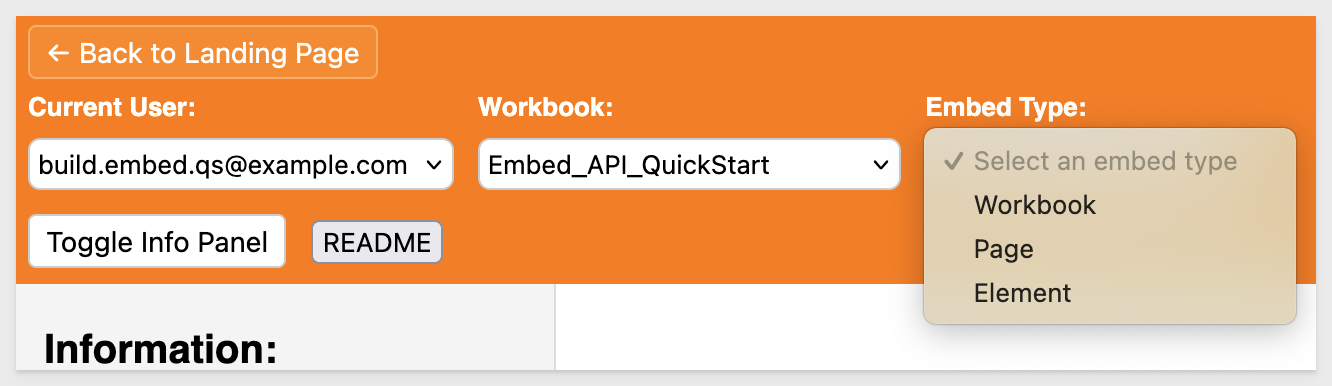 ← Back to Landing Page
Current User: Workbook: Embed Type:
build.embed.qs@example.com Embed_API_QuickStart ✓ Select an embed type
Workbook
Page
Element
Toggle Info Panel README
Information: